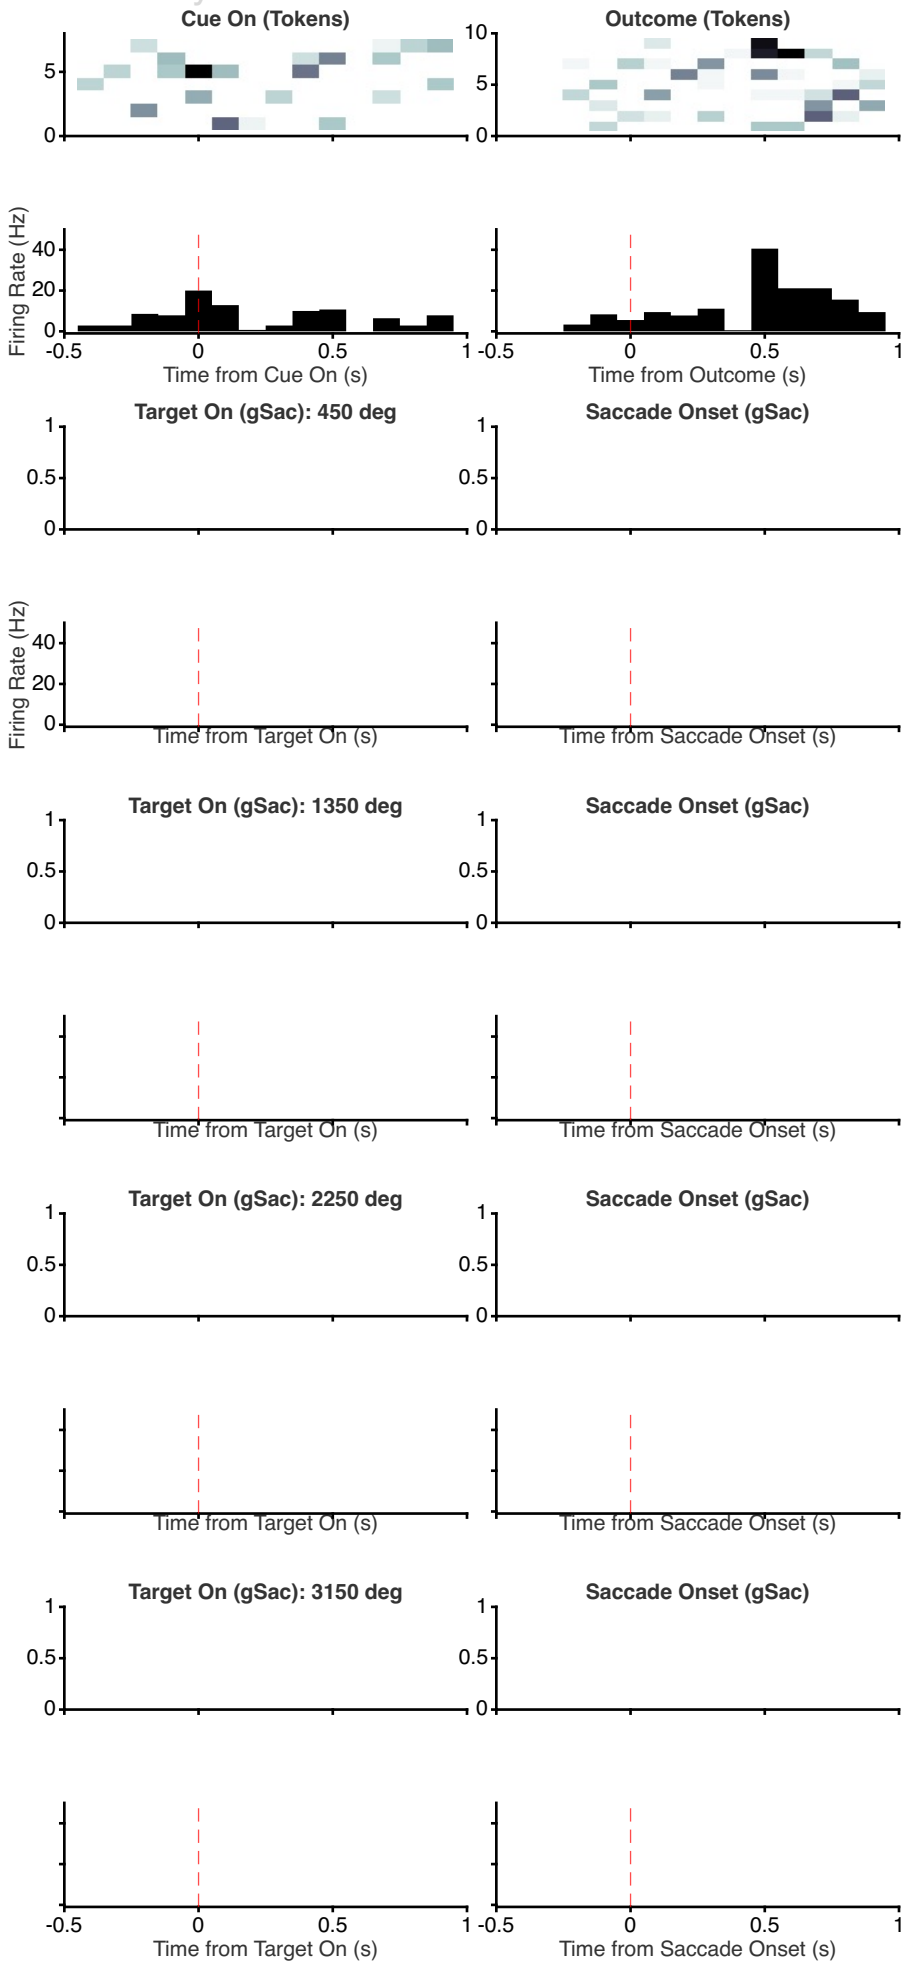 Cue On (Tokens) Outcome (Tokens)
10
5 5
0 0
Firing Rate (Hz)
40
20
0
-0.5 0 0.5 1 -0.5 0 0.5 1
Time from Cue On (s) Time from Outcome (s)
Target On (gSac): 450 deg Saccade Onset (gSac)
1 1
0.5 0.5
0 0
Firing Rate (Hz)
40
20
0
Time from Target On (s) Time from Saccade Onset (s)
Target On (gSac): 1350 deg Saccade Onset (gSac)
1 1
0.5 0.5
0 0
Time from Target On (s) Time from Saccade Onset (s)
Target On (gSac): 2250 deg Saccade Onset (gSac)
1 1
0.5 0.5
0 0
Time from Target On (s) Time from Saccade Onset (s)
Target On (gSac): 3150 deg Saccade Onset (gSac)
1 1
0.5 0.5
0 0
-0.5 0 0.5 1 -0.5 0 0.5 1
Time from Target On (s) Time from Saccade Onset (s)